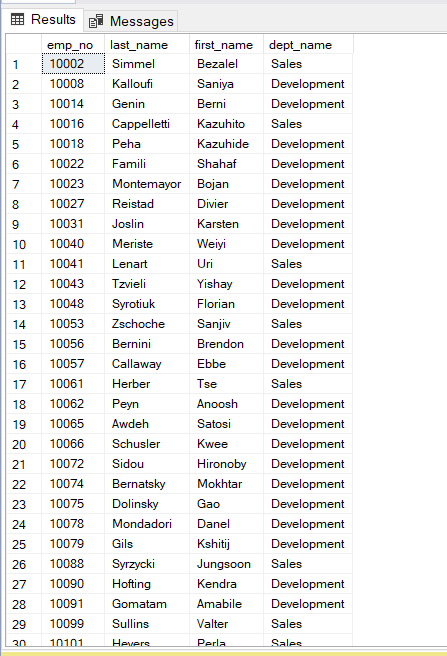 Results Messages
emp_no last_name first_name dept_name
1 10002 Simmel Bezalel Sales
2 10008 Kalloufi Saniya Development
3 10014 Genin Berni Development
4 10016 Cappelletti Kazuhito Sales
5 10018 Peha Kazuhide Development
6 10022 Famili Shahaf Development
7 10023 Montemayor Bojan Development
8 10027 Reistad Divier Development
9 10031 Joslin Karsten Development
10 10040 Meriste Weiyi Development
11 10041 Lenart Uri Sales
12 10043 Tzvieli Yishay Development
13 10048 Syrotiuk Florian Development
14 10053 Zschoche Sanjiv Sales
15 10056 Bernini Brendon Development
16 10057 Callaway Ebbe Development
17 10061 Herber Tse Sales
18 10062 Peyn Anoosh Development
19 10065 Awdeh Satosi Development
20 10066 Schusler Kwee Development
21 10072 Sidou Hironoby Development
22 10074 Bernatsky Mokhtar Development
23 10075 Dolinsky Gao Development
24 10078 Mondadori Danel Development
25 10079 Gils Kshitij Development
26 10088 Syrzycki Jungsoon Sales
27 10090 Hofting Kendra Development
28 10091 Gomatam Amabile Development
29 10099 Sullins Valter Sales
30 10101 Heyers Perla Sales